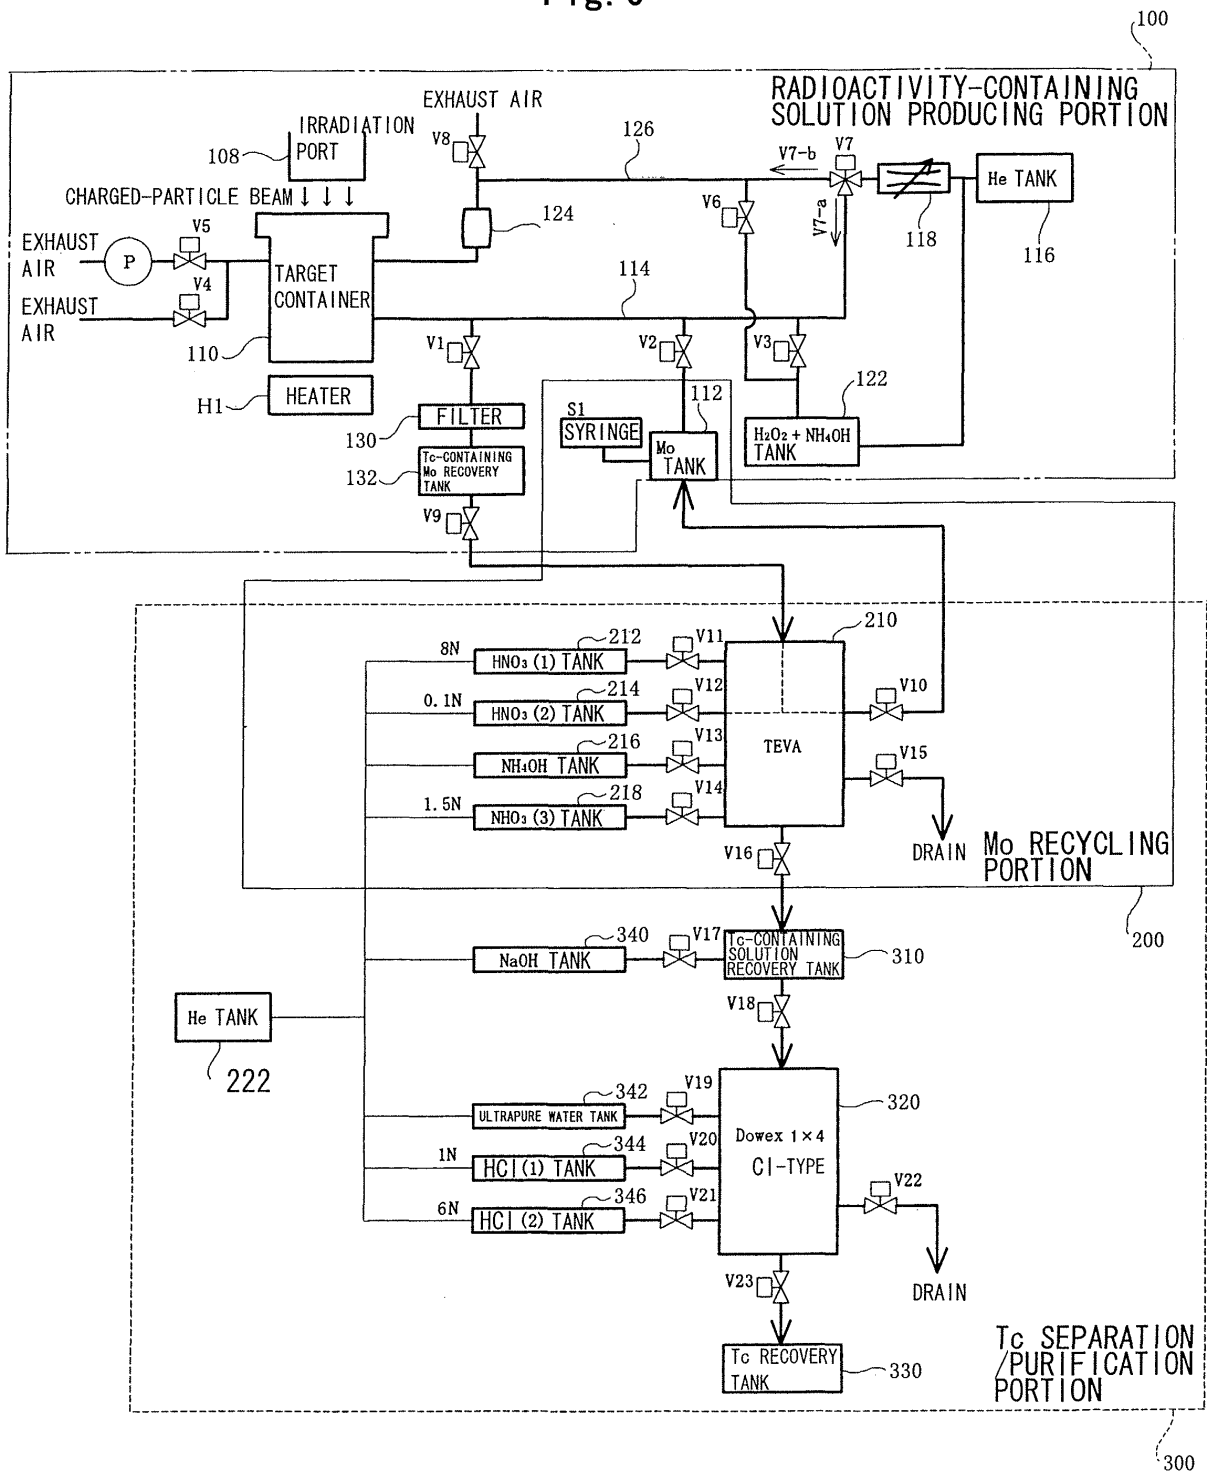 100
RADIOACTIVITY-CONTAINING
SOLUTION PRODUCING PORTION
EXHAUST AIR
V8
126
V7-b
V7
IRRADIATION
PORT
108
He TANK
CHARGED-PARTICLE BEAM
124
V6
V7-a
118
116
V5
EXHAUST
AIR
P
V4
TARGET
CONTAINER
114
EXHAUST
AIR
110
V1
V2
V3
H1
HEATER
112
122
130
FILTER
S1
SYRINGE
H₂O₂ + NH₄OH
TANK
Mo
TANK
132
Tc-CONTAINING
Mo RECOVERY
TANK
V9
210
8N
212
HNO₃ (1) TANK
V11
0.1N
214
HNO₃ (2) TANK
V12
V10
216
NH₄OH TANK
V13
TEVA
V15
1.5N
218
NHO₃ (3) TANK
V14
V16
DRAIN
Mo RECYCLING
PORTION
200
340
NaOH TANK
V17
Tc-CONTAINING
SOLUTION
RECOVERY TANK
310
V18
He TANK
222
342
ULTRAPURE WATER TANK
V19
320
1N
344
HCl (1) TANK
V20
Dowex 1×4
Cl-TYPE
6N
346
HCl (2) TANK
V21
V22
V23
DRAIN
Tc RECOVERY
TANK
330
Tc SEPARATION
/PURIFICATION
PORTION
300